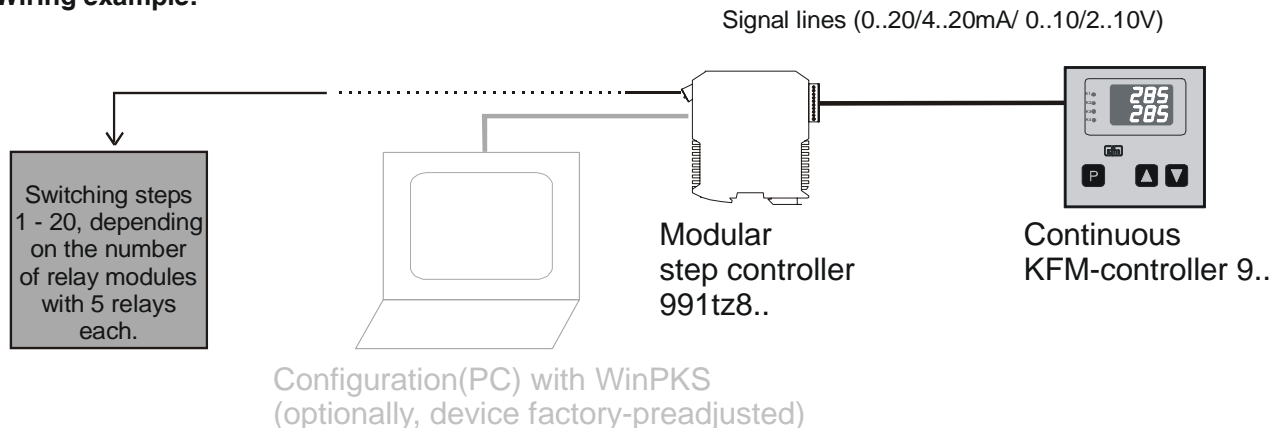 Wiring example:
Signal lines (0..20/4..20mA/ 0..10/2..10V)
285
285
P
Switching steps
1 - 20, depending
on the number
of relay modules
with 5 relays
each.
Modular
step controller
991tz8..
Continuous
KFM-controller 9..
Configuration(PC) with WinPKS
(optionally, device factory-preadjusted)